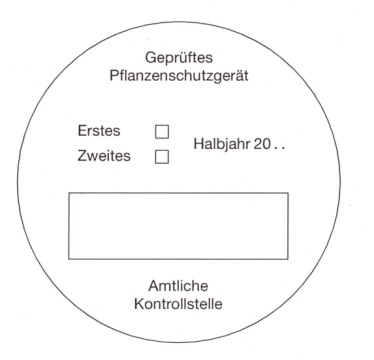 Geprüftes
Pflanzenschutzgerät
Erstes
Zweites
Halbjahr 20 . .
Amtliche
Kontrollstelle